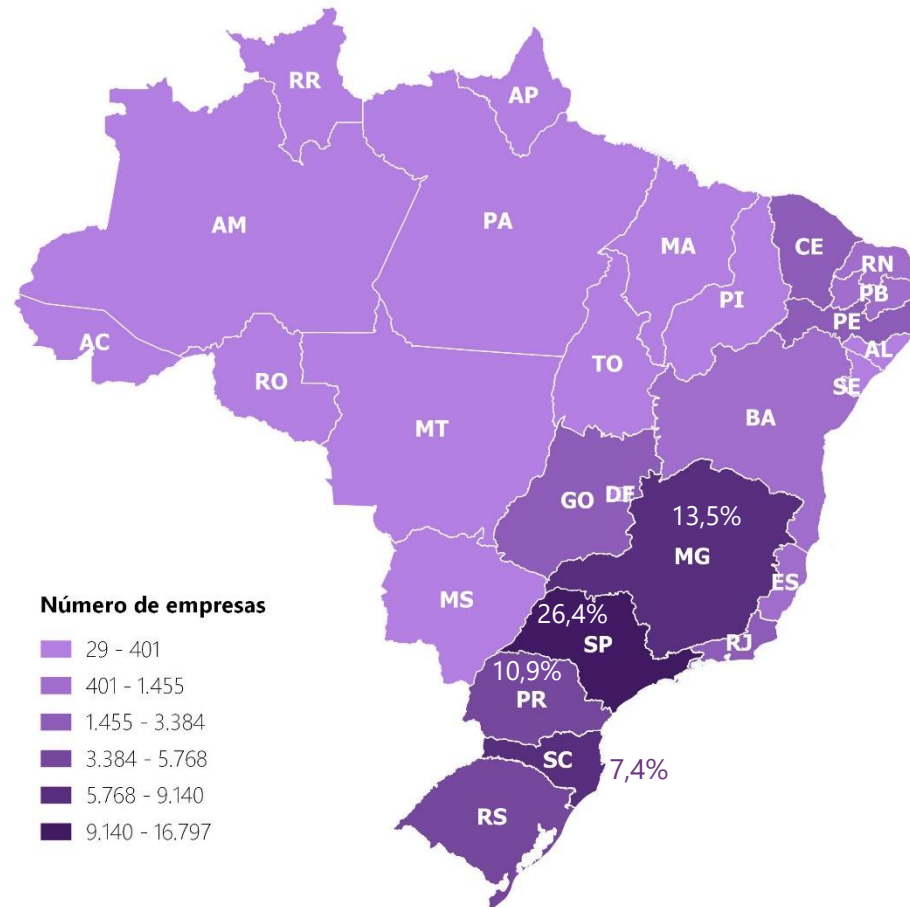 RR
AP
AM
PA
MA
CE
RN
PB
PI
PE
AL
AC
TO
SE
RO
BA
MT
GO
DF
13,5%
MG
ES
MS
26,4%
SP
RJ
10,9%
PR
SC
7,4%
RS
Número de empresas
29 - 401
401 - 1.455
1.455 - 3.384
3.384 - 5.768
5.768 - 9.140
9.140 - 16.797